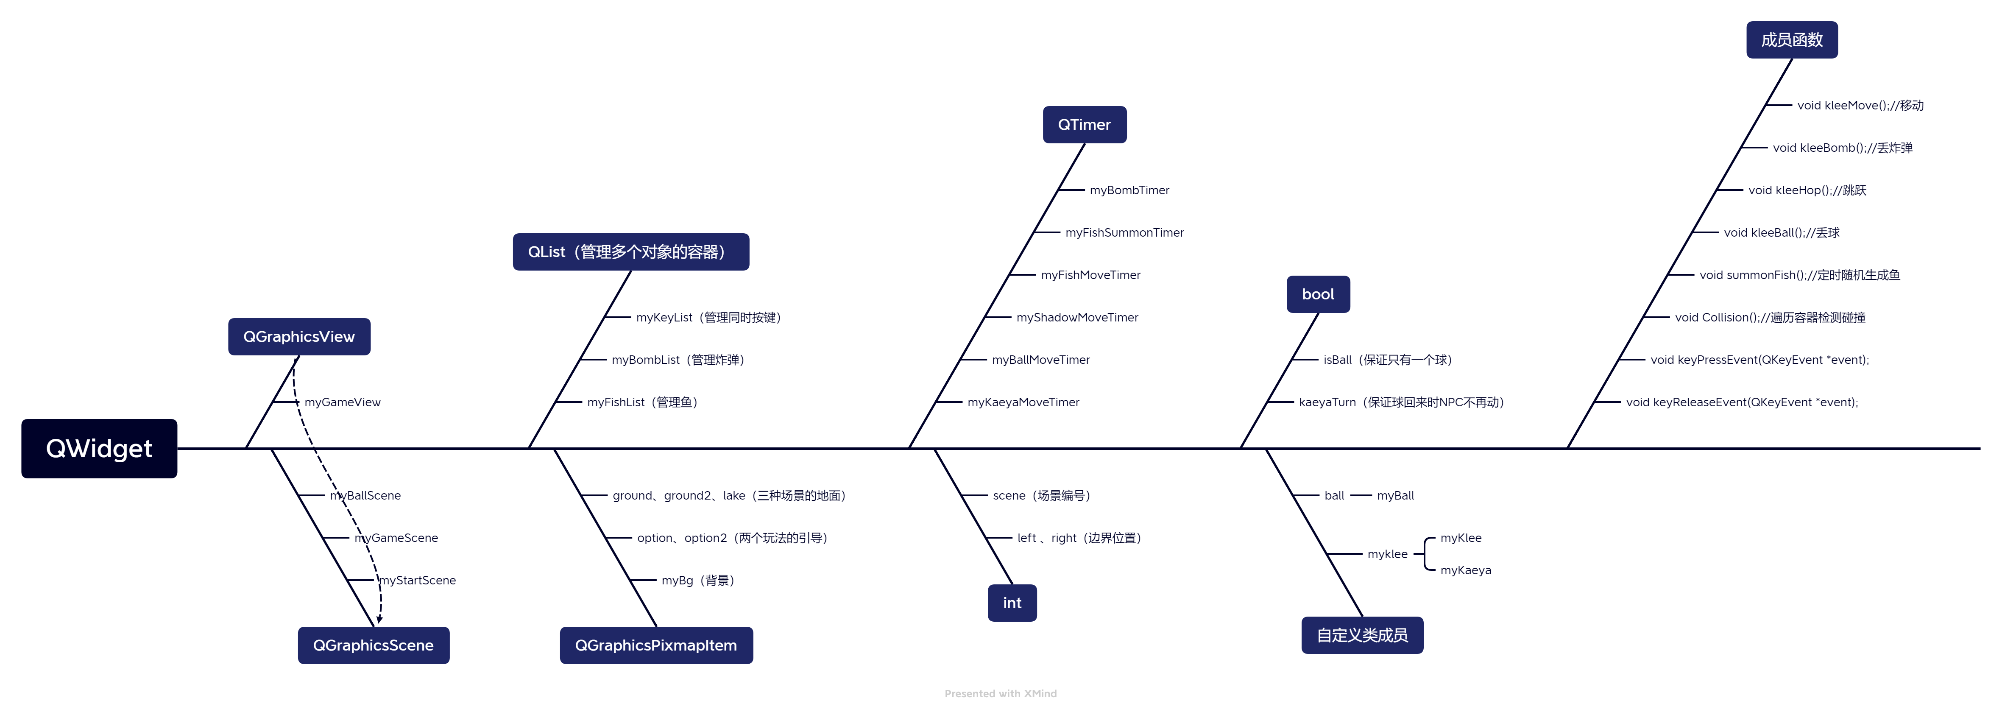 QWidget
QGraphicsView
myGameView
QGraphicsScene
myBallScene
myGameScene
myStartScene
QList（管理多个对象的容器）
myKeyList（管理同时按键）
myBombList（管理炸弹）
myFishList（管理鱼）
QGraphicsPixmapItem
ground、ground2、lake（三种场景的地面）
option、option2（两个玩法的引导）
myBg（背景）
QTimer
myBombTimer
myFishSummonTimer
myFishMoveTimer
myShadowMoveTimer
myBallMoveTimer
myKaeyaMoveTimer
int
scene（场景编号）
left 、right（边界位置）
bool
isBall（保证只有一个球）
kaeyaTurn（保证球回来时NPC不再动）
自定义类成员
ball
myBall
myklee
myKlee
myKaeya
成员函数
void kleeMove();//移动
void kleeBomb();//丢炸弹
void kleeHop();//跳跃
void kleeBall();//丢球
void summonFish();//定时随机生成鱼
void Collision();//遍历容器检测碰撞
void keyPressEvent(QKeyEvent *event);
void keyReleaseEvent(QKeyEvent *event);
Presented with XMind